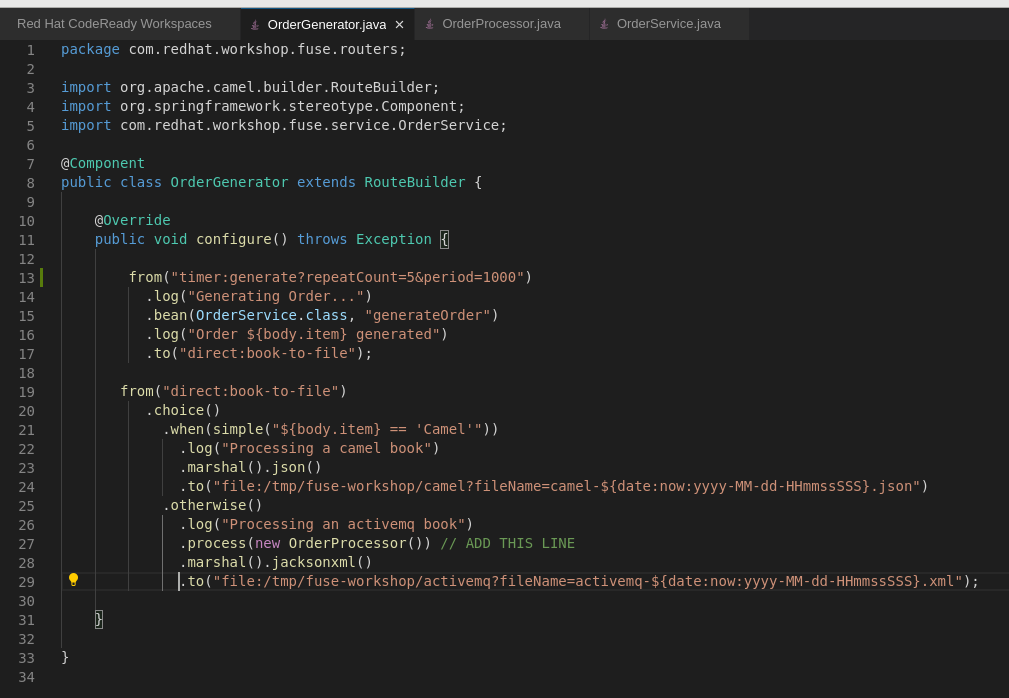 Red Hat CodeReady Workspaces OrderGenerator.java × OrderProcessor.java OrderService.java
1 package com.redhat.workshop.fuse.routers;
2
3 import org.apache.camel.builder.RouteBuilder;
4 import org.springframework.stereotype.Component;
5 import com.redhat.workshop.fuse.service.OrderService;
6
7 @Component
8 public class OrderGenerator extends RouteBuilder {
9
10     @Override
11     public void configure() throws Exception {
12
13         from("timer:generate?repeatCount=5&period=1000")
14           .log("Generating Order...")
15           .bean(OrderService.class, "generateOrder")
16           .log("Order ${body.item} generated")
17           .to("direct:book-to-file");
18
19        from("direct:book-to-file")
20           .choice()
21             .when(simple("${body.item} == 'Camel'"))
22               .log("Processing a camel book")
23               .marshal().json()
24               .to("file:/tmp/fuse-workshop/camel?fileName=camel-${date:now:yyyy-MM-dd-HHmmssSSS}.json")
25             .otherwise()
26               .log("Processing an activemq book")
27               .process(new OrderProcessor()) // ADD THIS LINE
28               .marshal().jacksonxml()
29               .to("file:/tmp/fuse-workshop/activemq?fileName=activemq-${date:now:yyyy-MM-dd-HHmmssSSS}.xml");
30
31     }
32
33 }
34